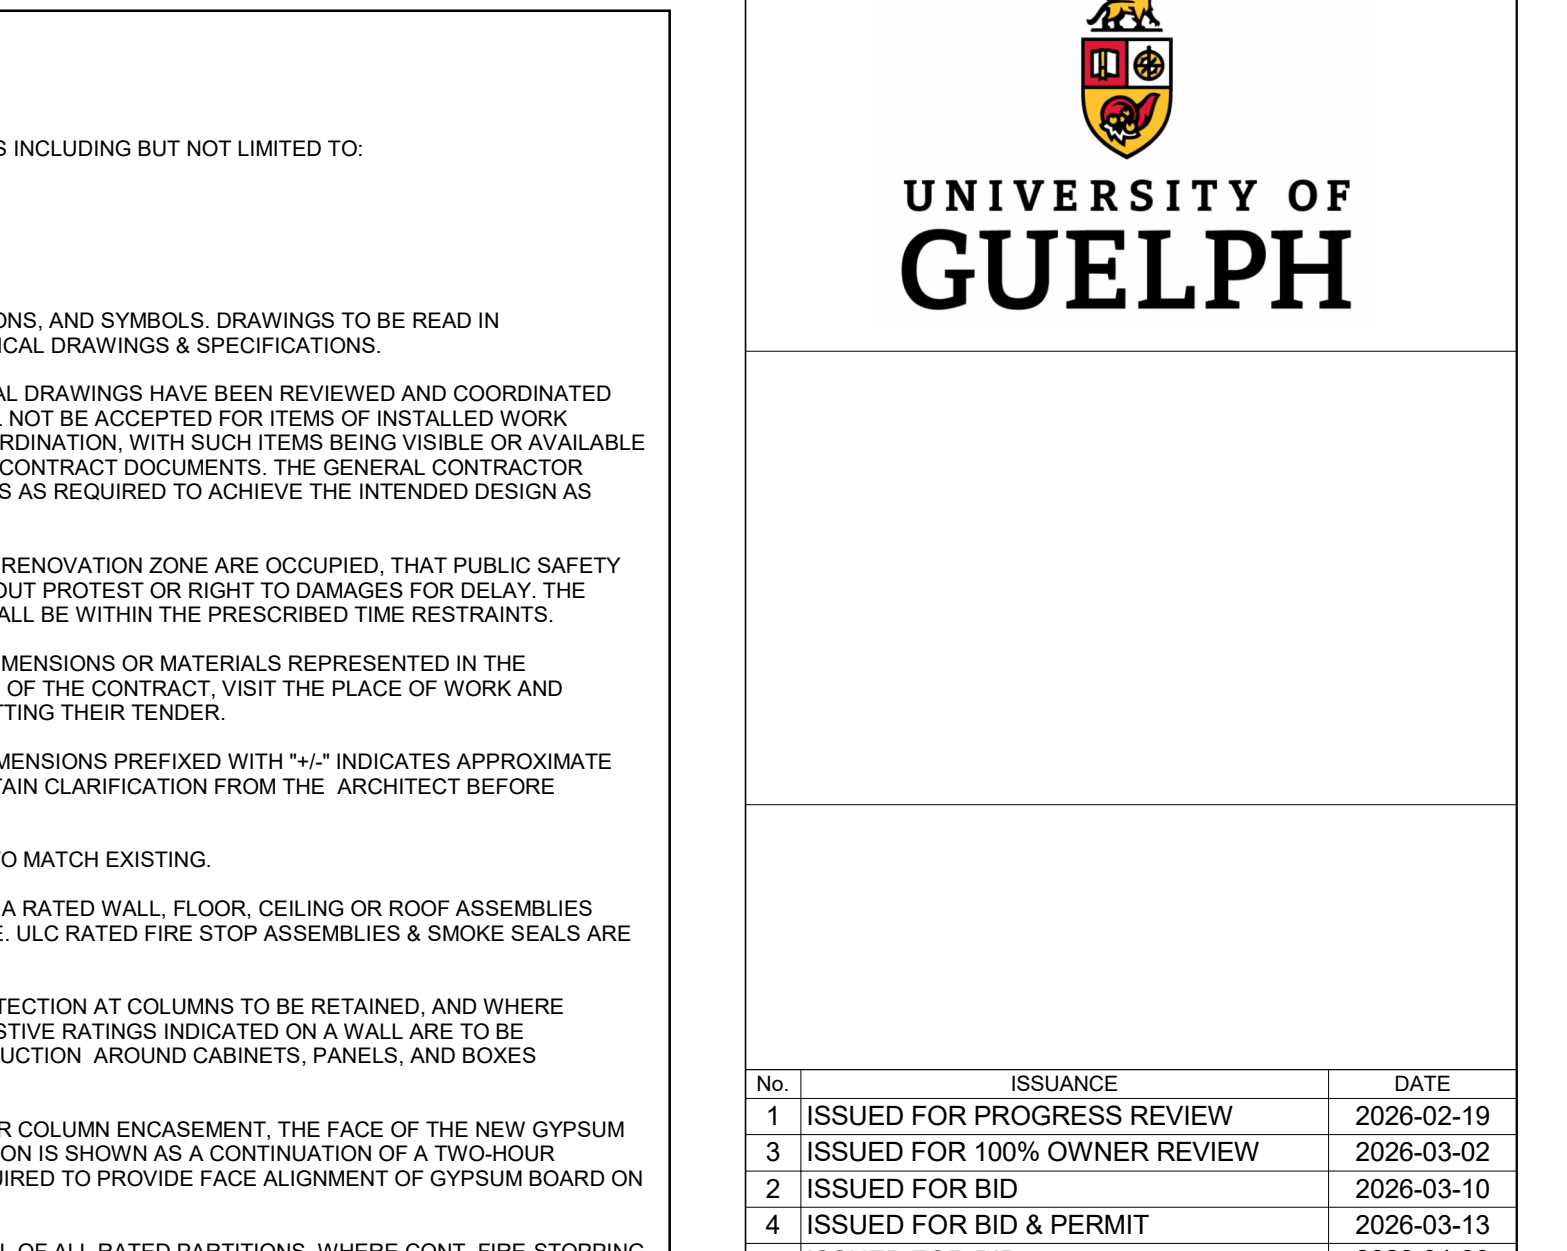 S INCLUDING BUT NOT LIMITED TO:
ONS, AND SYMBOLS. DRAWINGS TO BE READ IN
ICAL DRAWINGS & SPECIFICATIONS.
AL DRAWINGS HAVE BEEN REVIEWED AND COORDINATED
L NOT BE ACCEPTED FOR ITEMS OF INSTALLED WORK
RDINATION, WITH SUCH ITEMS BEING VISIBLE OR AVAILABLE
CONTRACT DOCUMENTS. THE GENERAL CONTRACTOR
S AS REQUIRED TO ACHIEVE THE INTENDED DESIGN AS
RENOVATION ZONE ARE OCCUPIED, THAT PUBLIC SAFETY
OUT PROTEST OR RIGHT TO DAMAGES FOR DELAY. THE
ALL BE WITHIN THE PRESCRIBED TIME RESTRAINTS.
MENSIONS OR MATERIALS REPRESENTED IN THE
OF THE CONTRACT, VISIT THE PLACE OF WORK AND
TTING THEIR TENDER.
MENSIONS PREFIXED WITH "+/-" INDICATES APPROXIMATE
TAIN CLARIFICATION FROM THE ARCHITECT BEFORE
TO MATCH EXISTING.
A RATED WALL, FLOOR, CEILING OR ROOF ASSEMBLIES
E. ULC RATED FIRE STOP ASSEMBLIES & SMOKE SEALS ARE
TECTION AT COLUMNS TO BE RETAINED, AND WHERE
STIVE RATINGS INDICATED ON A WALL ARE TO BE
UCTION AROUND CABINETS, PANELS, AND BOXES
R COLUMN ENCASEMENT, THE FACE OF THE NEW GYPSUM
ON IS SHOWN AS A CONTINUATION OF A TWO-HOUR
UIRED TO PROVIDE FACE ALIGNMENT OF GYPSUM BOARD ON
OF ALL RATED PARTITIONS. WHERE CONT. FIRE STOPPING
UNIVERSITY OF
GUELPH
No. ISSUANCE DATE
1 ISSUED FOR PROGRESS REVIEW 2026-02-19
3 ISSUED FOR 100% OWNER REVIEW 2026-03-02
2 ISSUED FOR BID 2026-03-10
4 ISSUED FOR BID & PERMIT 2026-03-13